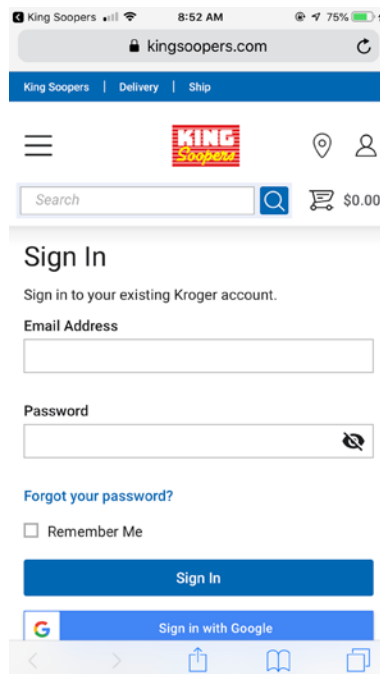 King Soopers 8:52 AM 75%
kingsoopers.com
King Soopers | Delivery | Ship
KING
Soopers
Search $0.00
Sign In
Sign in to your existing Kroger account.
Email Address
Password
Forgot your password?
Remember Me
Sign In
G Sign in with Google